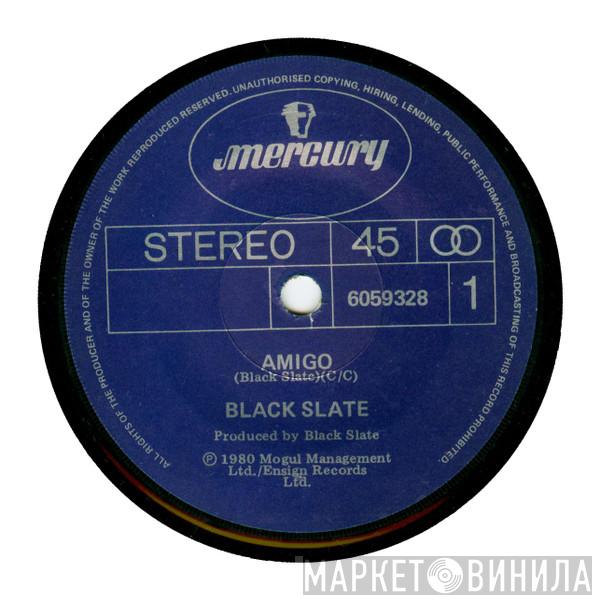 ALL RIGHTS OF THE PRODUCER AND OF THE OWNER OF THE WORK REPRODUCED RESERVED. UNAUTHORISED COPYING, HIRING, LENDING, PUBLIC PERFORMANCE AND BROADCASTING OF THIS RECORD PROHIBITED.
mercury
STEREO 45
6059328 1
AMIGO
(Black Slate)(C/C)
BLACK SLATE
Produced by Black Slate
Ⓟ 1980 Mogul Management
Ltd./Ensign Records
Ltd.
МАРКЕТ ВИНИЛА